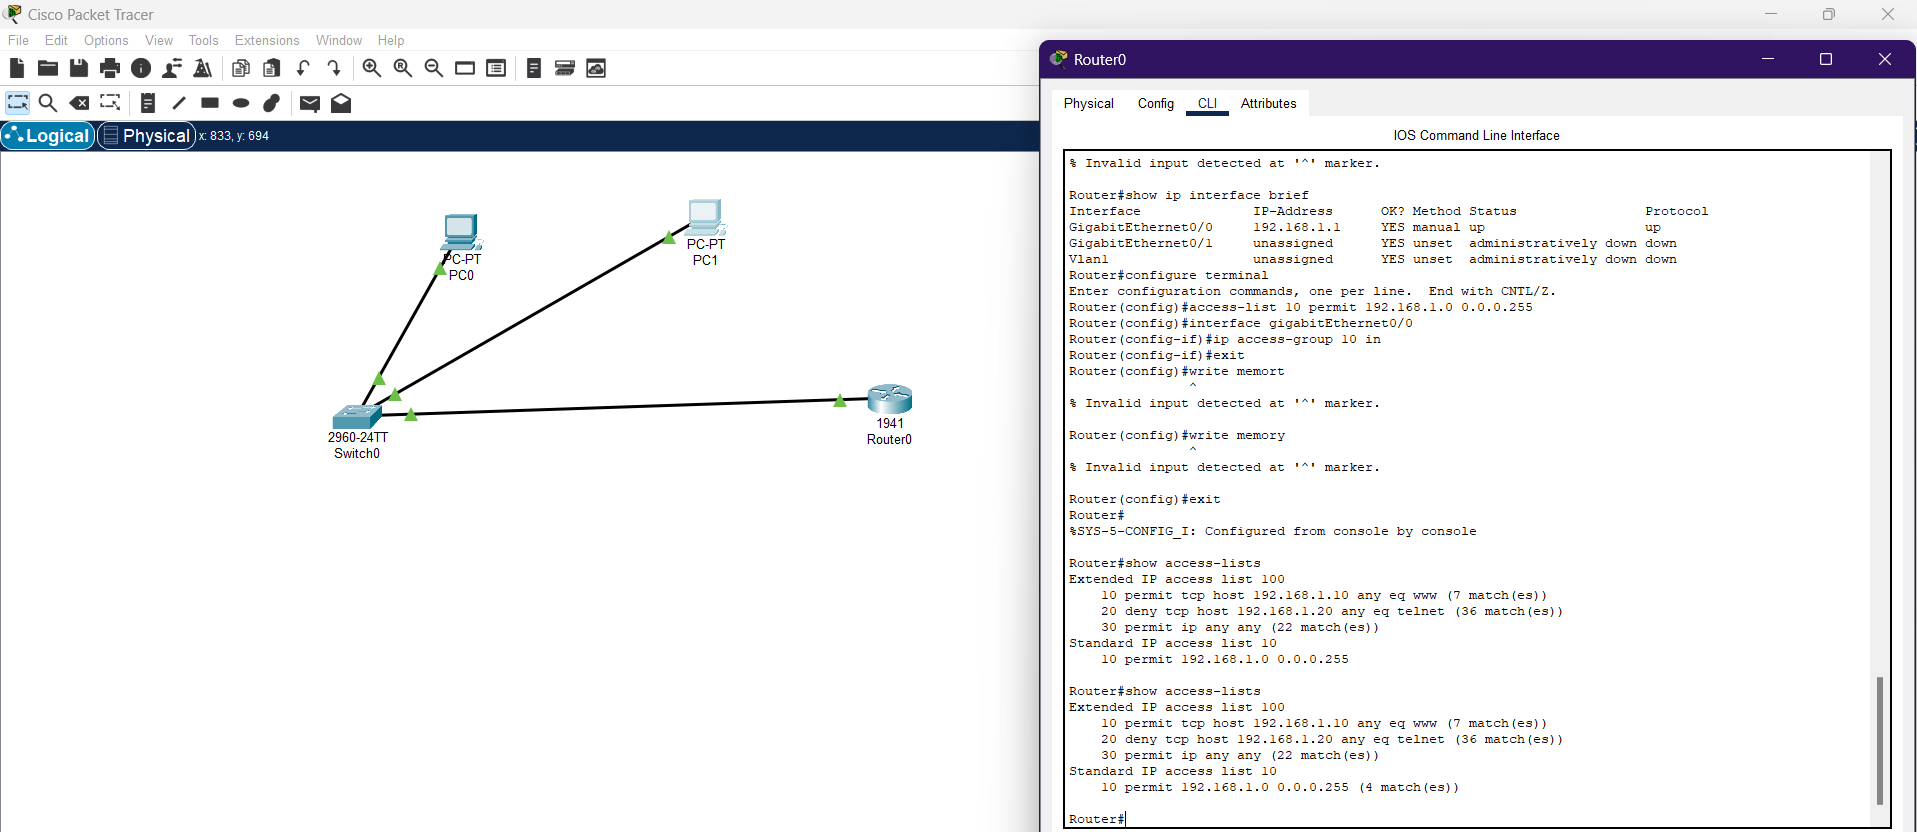 Cisco Packet Tracer
File Edit Options View Tools Extensions Window Help
Logical Physical x: 833, y: 694
PC-PT
PC0
PC-PT
PC1
2960-24TT
Switch0
1941
Router0
Router0
Physical Config CLI Attributes
IOS Command Line Interface
% Invalid input detected at '^' marker.
Router#show ip interface brief
Interface IP-Address OK? Method Status Protocol
GigabitEthernet0/0 192.168.1.1 YES manual up up
GigabitEthernet0/1 unassigned YES unset administratively down down
Vlan1 unassigned YES unset administratively down down
Router#configure terminal
Enter configuration commands, one per line. End with CNTL/Z.
Router(config)#access-list 10 permit 192.168.1.0 0.0.0.255
Router(config)#interface gigabitEthernet0/0
Router(config-if)#ip access-group 10 in
Router(config-if)#exit
Router(config)#write memort
^
% Invalid input detected at '^' marker.
Router(config)#write memory
^
% Invalid input detected at '^' marker.
Router(config)#exit
Router#
%SYS-5-CONFIG_I: Configured from console by console
Router#show access-lists
Extended IP access list 100
10 permit tcp host 192.168.1.10 any eq www (7 match(es))
20 deny tcp host 192.168.1.20 any eq telnet (36 match(es))
30 permit ip any any (22 match(es))
Standard IP access list 10
10 permit 192.168.1.0 0.0.0.255
Router#show access-lists
Extended IP access list 100
10 permit tcp host 192.168.1.10 any eq www (7 match(es))
20 deny tcp host 192.168.1.20 any eq telnet (36 match(es))
30 permit ip any any (22 match(es))
Standard IP access list 10
10 permit 192.168.1.0 0.0.0.255 (4 match(es))
Router#